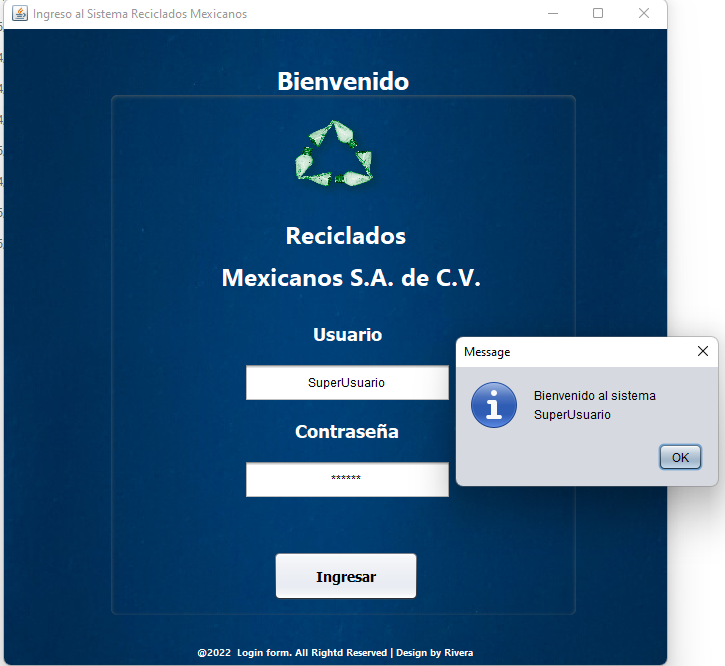 Ingreso al Sistema Reciclados Mexicanos
Bienvenido
Reciclados
Mexicanos S.A. de C.V.
Usuario
SuperUsuario
Contraseña
******
Ingresar
@2022 Login form. All Rightd Reserved | Design by Rivera
Message
Bienvenido al sistema
SuperUsuario
OK